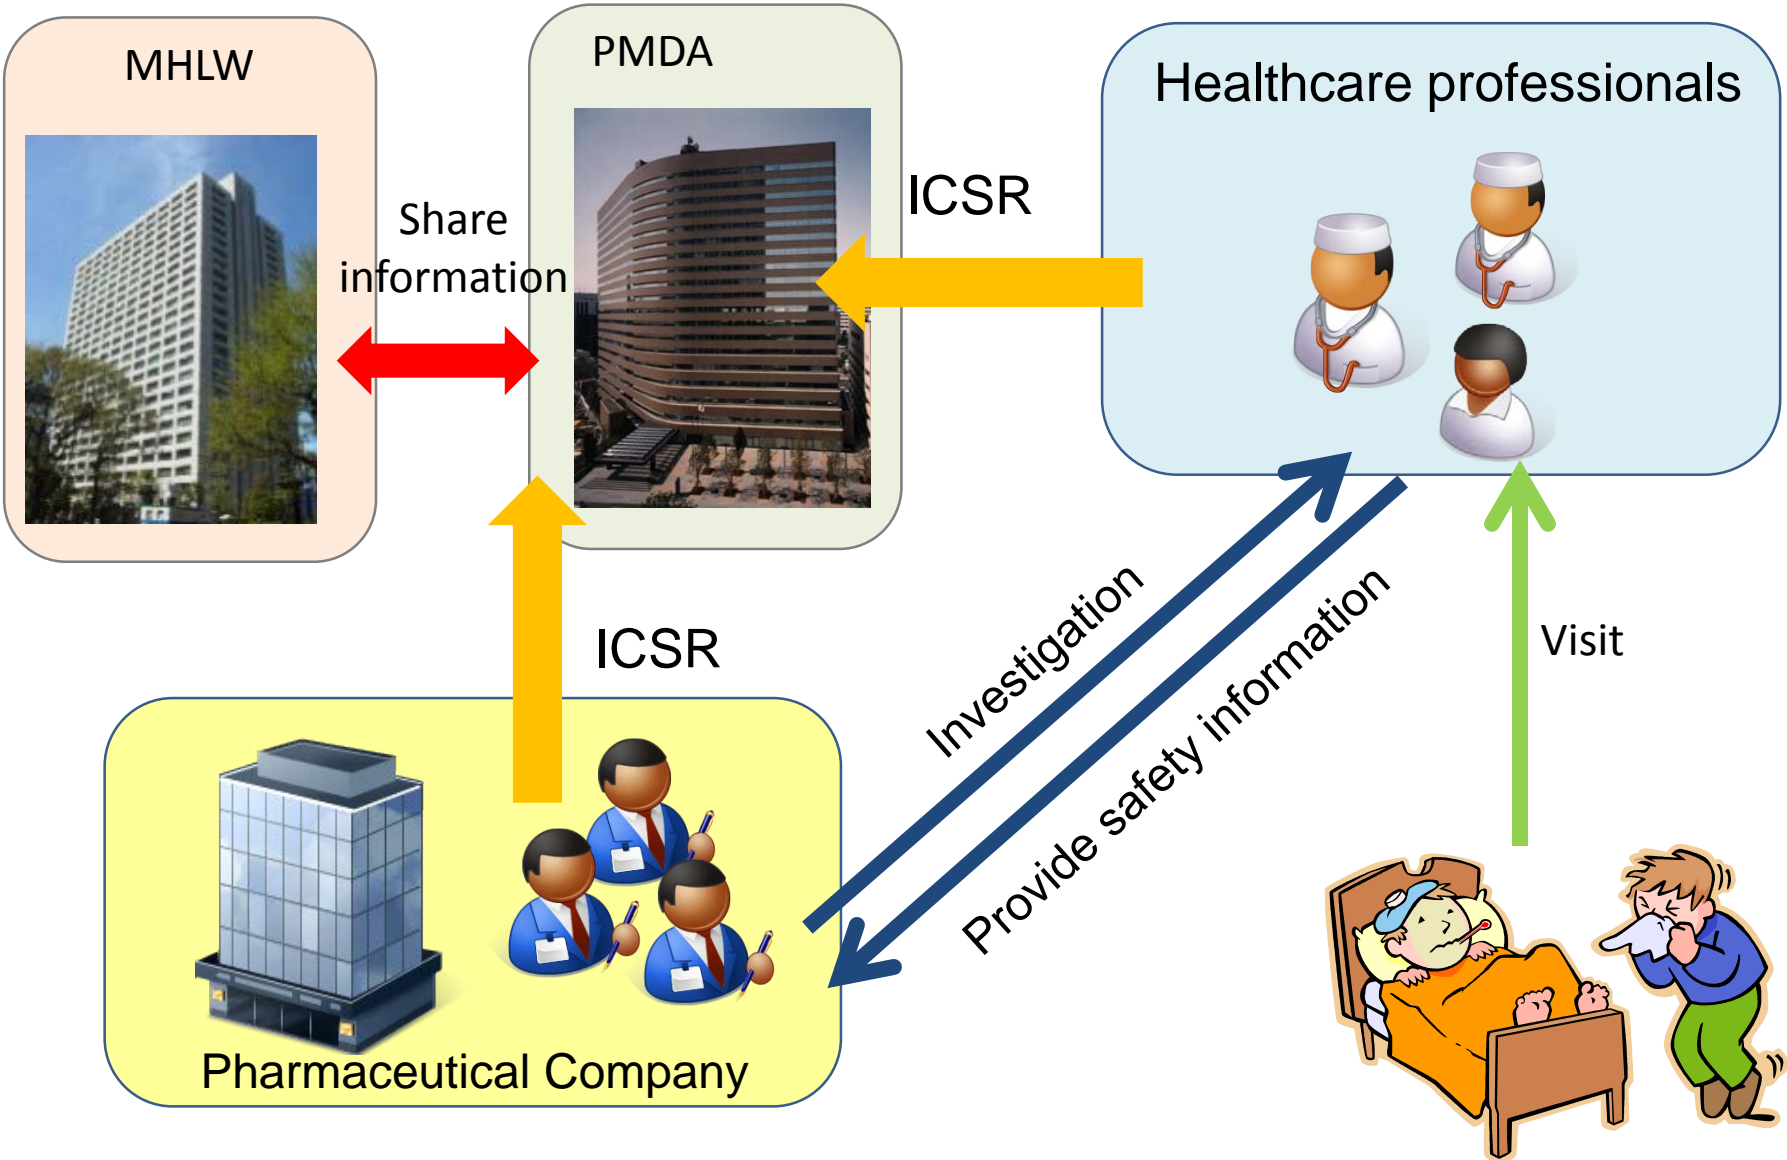 MHLW
PMDA
Healthcare professionals
Share
information
ICSR
ICSR
Investigation
Provide safety information
Visit
Pharmaceutical Company